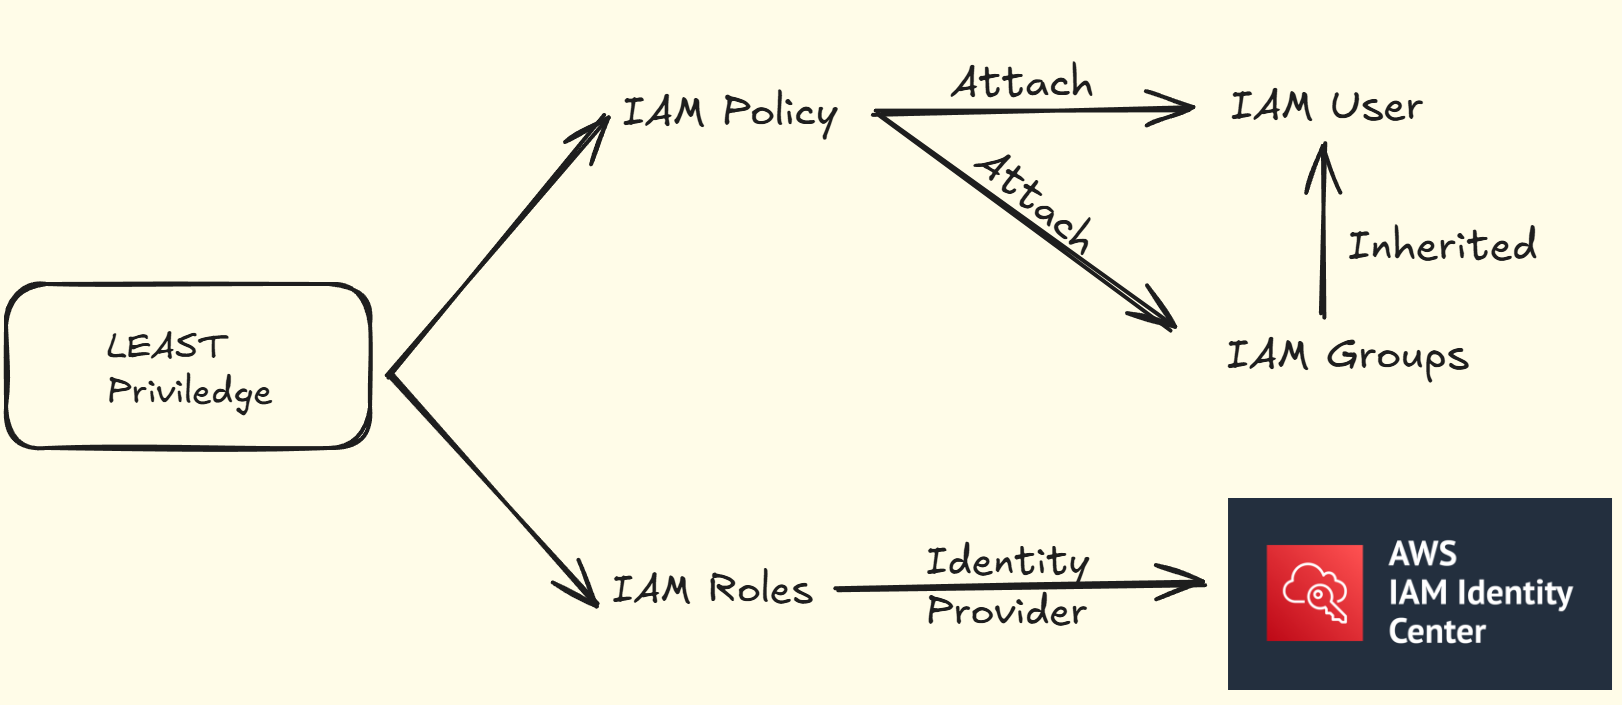 Attach
IAM Policy
IAM User
Attach
Inherited
LEAST
Priviledge
IAM Groups
Identity
Provider
IAM Roles
AWS
IAM Identity
Center